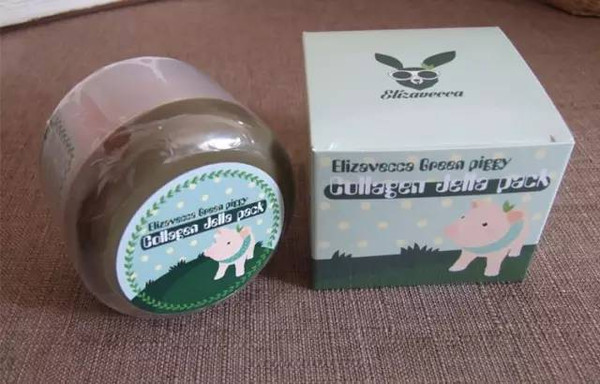 Elizavecca
Elizavecca Green piggy
Collagen Jella pack
Elizavecca Green piggy
Collagen Jella pack